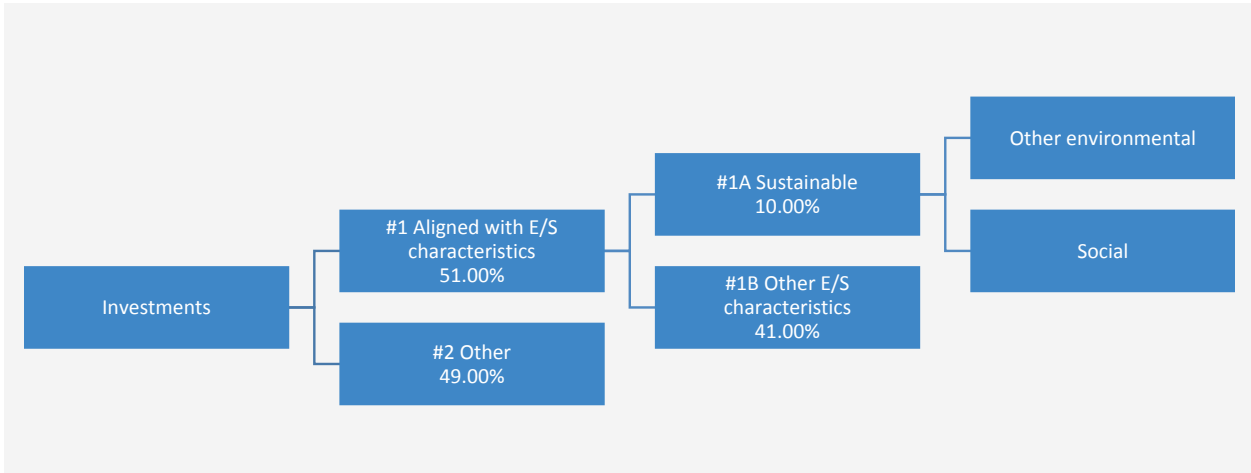 Investments
#1 Aligned with E/S
characteristics
51.00%
#2 Other
49.00%
#1A Sustainable
10.00%
#1B Other E/S
characteristics
41.00%
Other environmental
Social